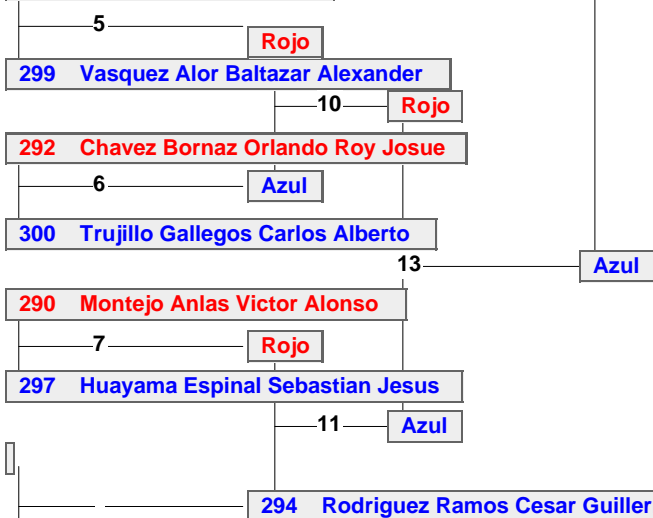 5
Rojo
299 Vasquez Alor Baltazar Alexander
10 Rojo
292 Chavez Bornaz Orlando Roy Josue
6 Azul
300 Trujillo Gallegos Carlos Alberto
13 Azul
290 Montejo Anlas Victor Alonso
7 Rojo
297 Huayama Espinal Sebastian Jesus
11 Azul
294 Rodriguez Ramos Cesar Guiller